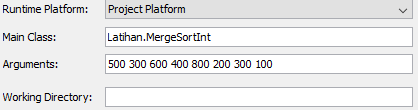 Runtime Platform: Project Platform
Main Class: Latihan.MergeSortInt
Arguments: 500 300 600 400 800 200 300 100
Working Directory: